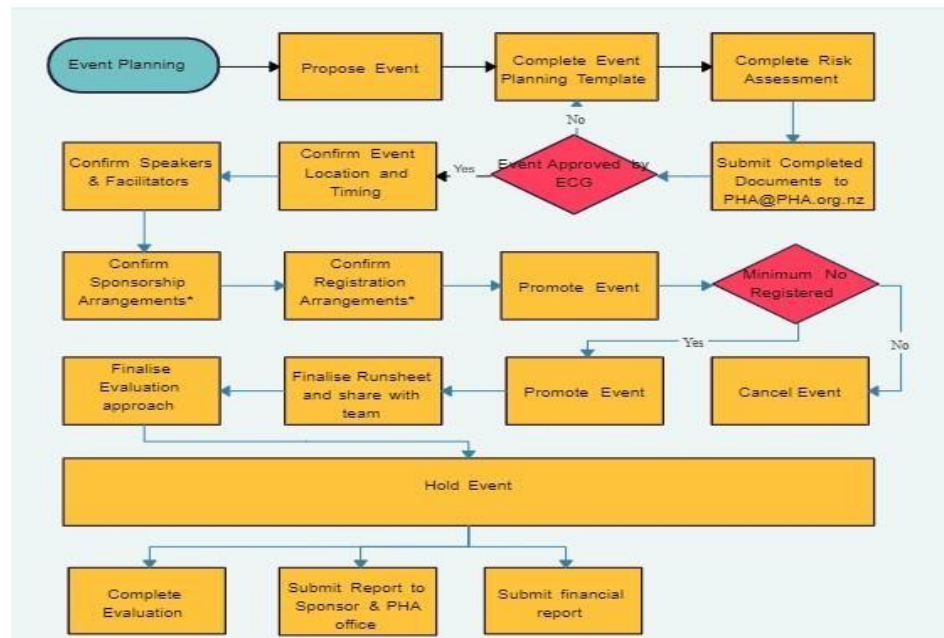 Event Planning
Propose Event
Complete Event
Planning Template
Complete Risk
Assessment
No
Confirm Speakers
& Facilitators
Confirm Event
Location and
Timing
Yes
Event Approved by
ECG
Submit Completed
Documents to
PHA@PHA.org.nz
Confirm
Sponsorship
Arrangements*
Confirm
Registration
Arrangements*
Promote Event
Minimum No
Registered
Yes
No
Finalise
Evaluation
approach
Finalise Runsheet
and share with
team
Promote Event
Cancel Event
Hold Event
Complete
Evaluation
Submit Report to
Sponsor & PHA
office
Submit financial
report